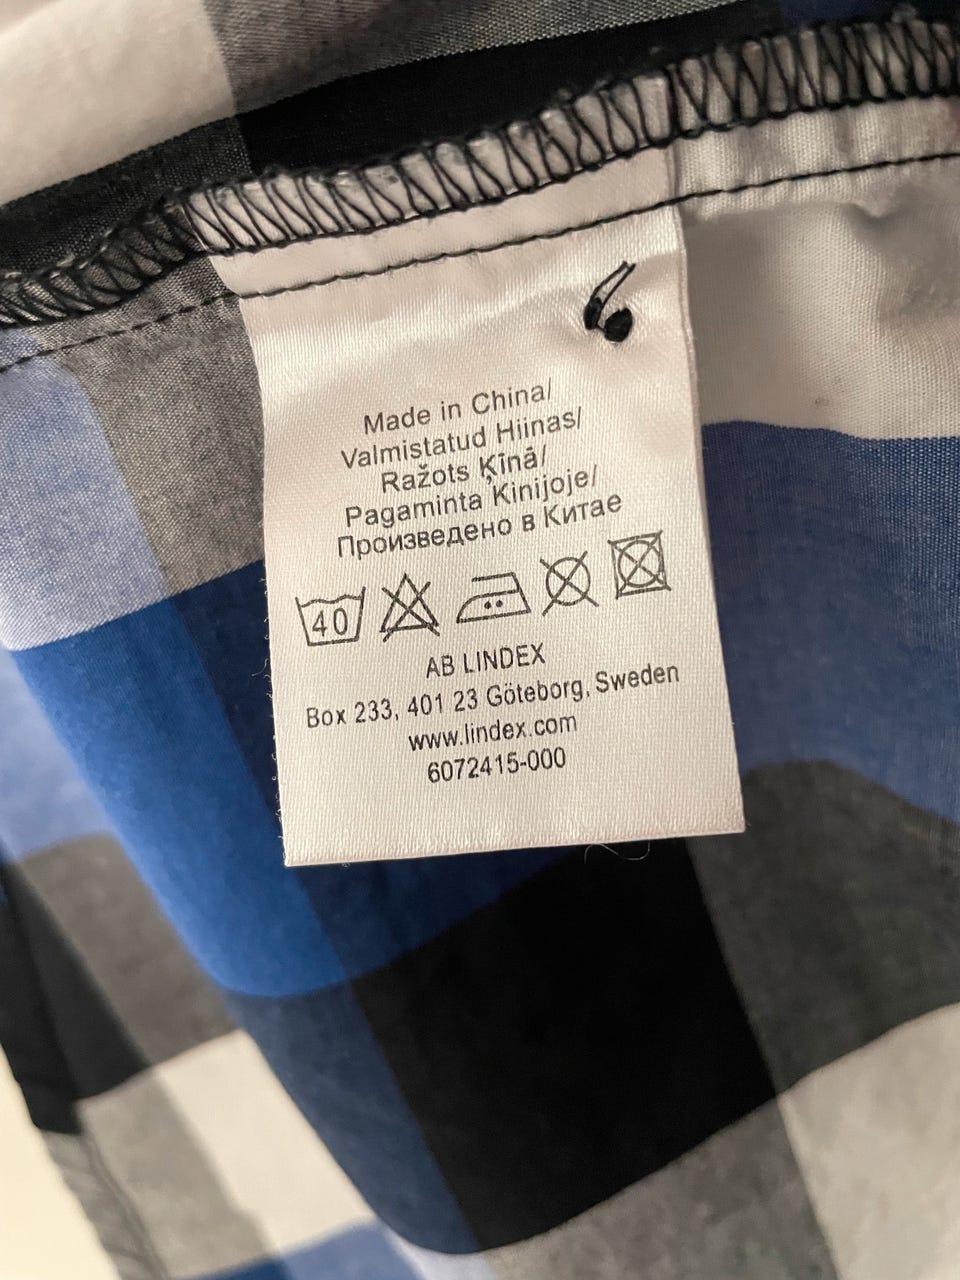 Made in China/
Valmistatud Hiinas/
Ražots Ķīnā/
Pagaminta Kinijoje/
Произведено в Китае
40
AB LINDEX
Box 233, 401 23 Göteborg, Sweden
www.lindex.com
6072415-000